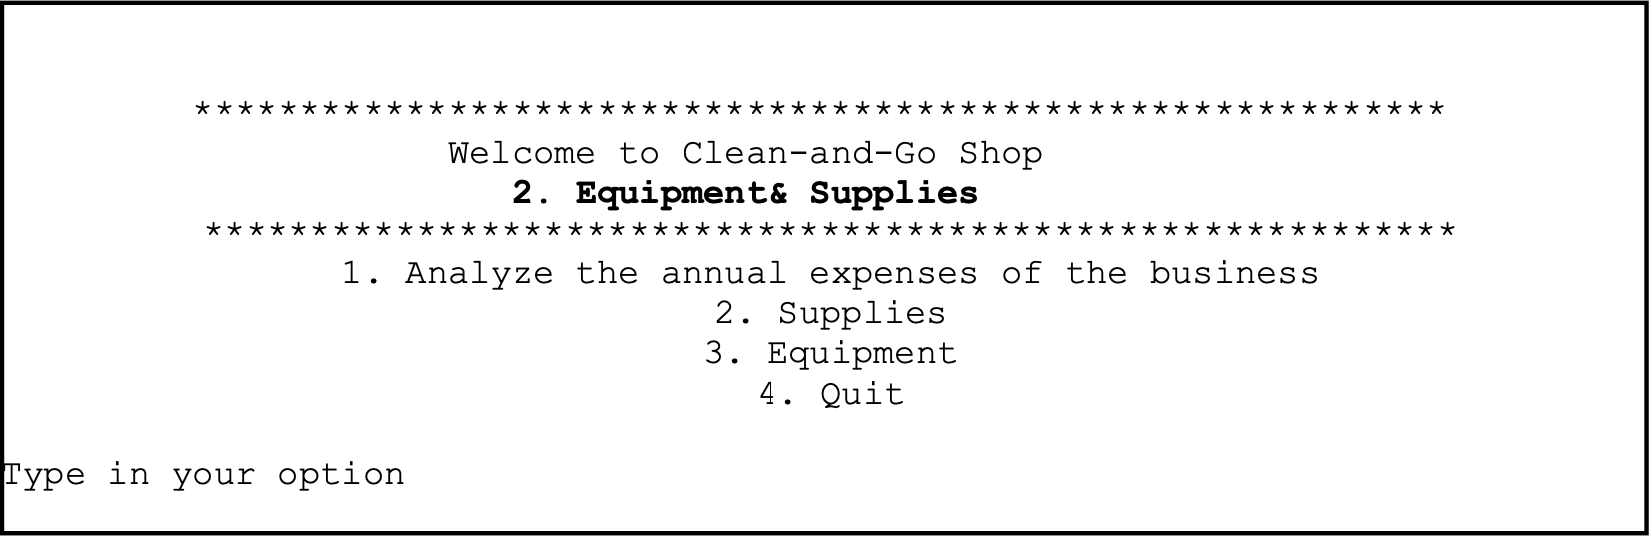 ***********************************************************
Welcome to Clean-and-Go Shop
2. Equipment& Supplies
***********************************************************
1. Analyze the annual expenses of the business
2. Supplies
3. Equipment
4. Quit
Type in your option